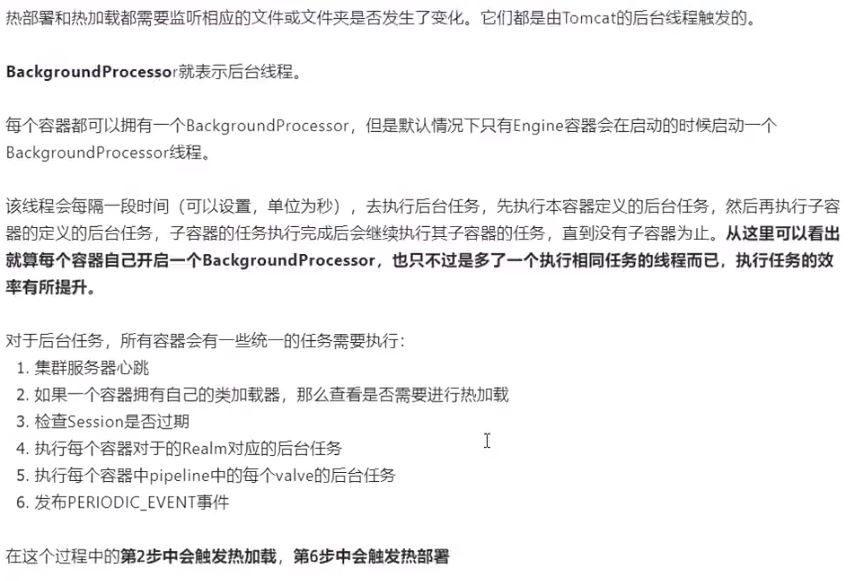 热部署和热加载都需要监听相应的文件或文件夹是否发生了变化。它们都是由Tomcat的后台线程触发的。
BackgroundProcessor就表示后台线程。
每个容器都可以拥有一个BackgroundProcessor，但是默认情况下只有Engine容器会在启动的时候启动一个
BackgroundProcessor线程。
该线程会每隔一段时间（可以设置，单位为秒），去执行后台任务，先执行本容器定义的后台任务，然后再执行子容
器的定义的后台任务，子容器的任务执行完成后会继续执行其子容器的任务，直到没有子容器为止。从这里可以看出
就算每个容器自己开启一个BackgroundProcessor，也只不过是多了一个执行相同任务的线程而已，执行任务的效
率有所提升。
对于后台任务，所有容器会有一些统一的任务需要执行：
1. 集群服务器心跳
2. 如果一个容器拥有自己的类加载器，那么查看是否需要进行热加载
3. 检查Session是否过期
4. 执行每个容器对于的Realm对应的后台任务
5. 执行每个容器中pipeline中的每个valve的后台任务
6. 发布PERIODIC_EVENT事件
在这个过程中的第2步中会触发热加载，第6步中会触发热部署